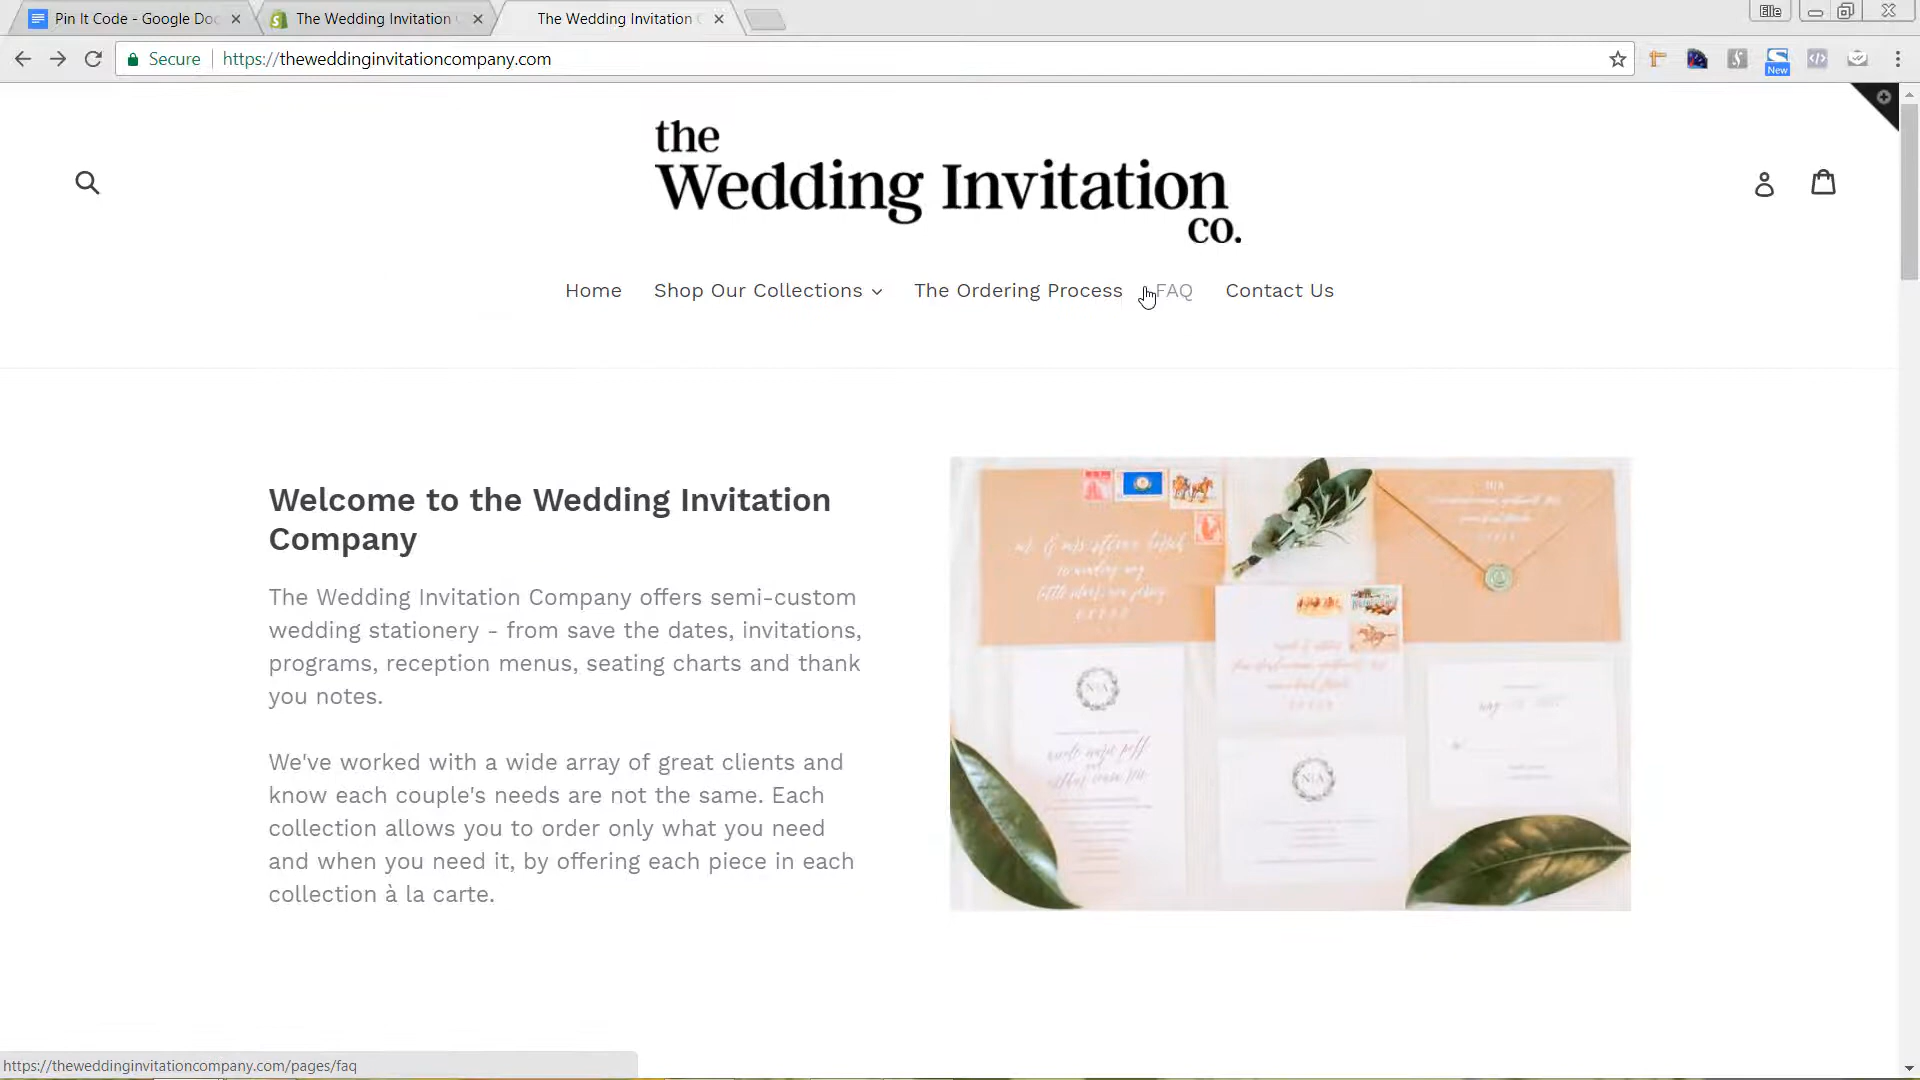 Pin It Code - Google Doc
The Wedding Invitation
The Wedding Invitation
Elle
Secure
https://theweddinginvitationcompany.com
New
the
Wedding Invitation
co.
Home
Shop Our Collections
The Ordering Process
FAQ
Contact Us
Welcome to the Wedding Invitation
Company
The Wedding Invitation Company offers semi-custom
wedding stationery - from save the dates, invitations,
programs, reception menus, seating charts and thank
you notes.
We've worked with a wide array of great clients and
know each couple's needs are not the same. Each
collection allows you to order only what you need
and when you need it, by offering each piece in each
collection à la carte.
https://theweddinginvitationcompany.com/pages/faq